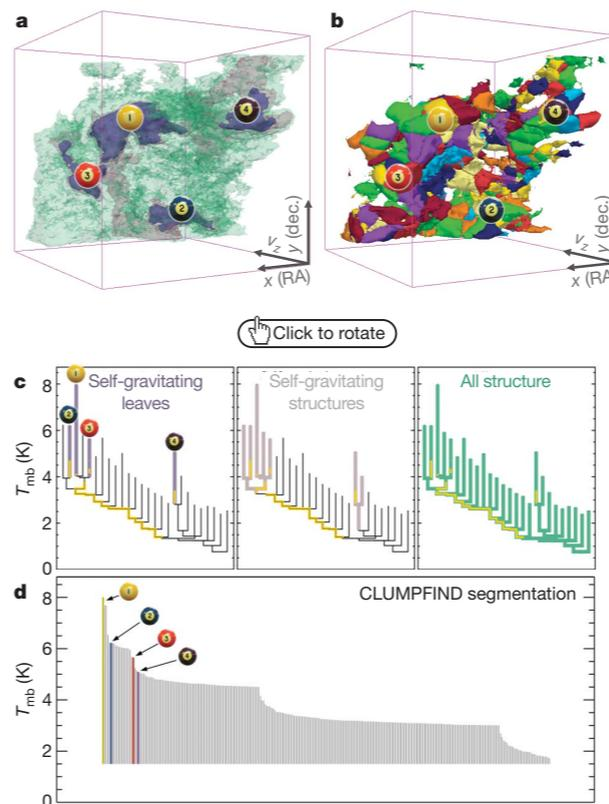 a
b
1
4
3
2
1
4
3
2
v_z
y (dec.)
x (RA)
v_z
y (dec.)
x (RA
Click to rotate
c
8
6
4
2
T_mb (K)
1
2
3
4
Self-gravitating
leaves
Self-gravitating
structures
All structure
d
8
6
4
2
0
T_mb (K)
1
2
3
4
CLUMPFIND segmentation